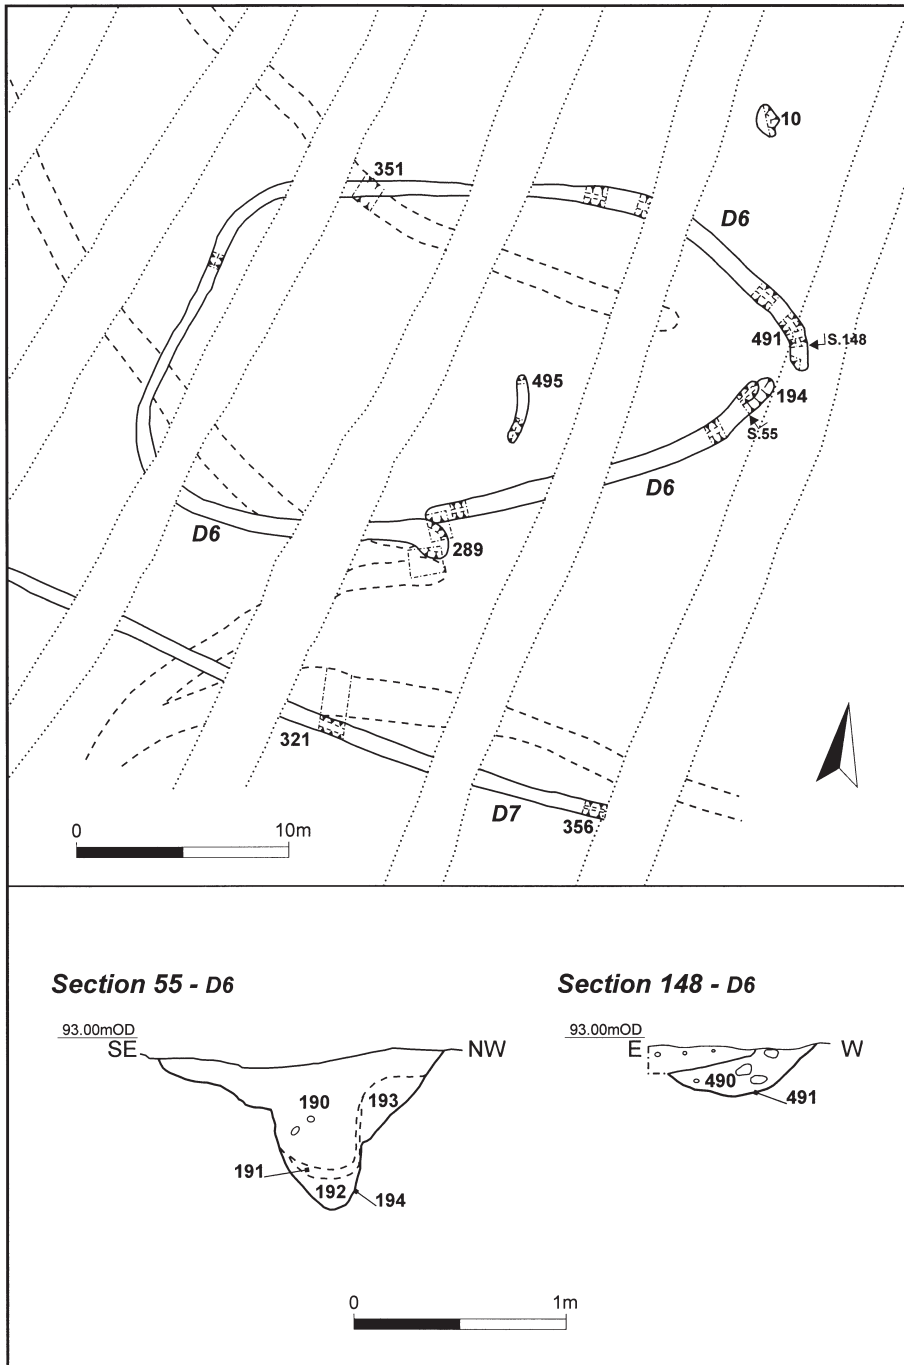 10
351
D6
491
S.148
495
194
S.55
D6
D6
289
321
D7
356
0 10m
Section 55 - D6
Section 148 - D6
93.00mOD
93.00mOD
SE
NW
E
W
190
193
490
491
191
192
194
0 1m